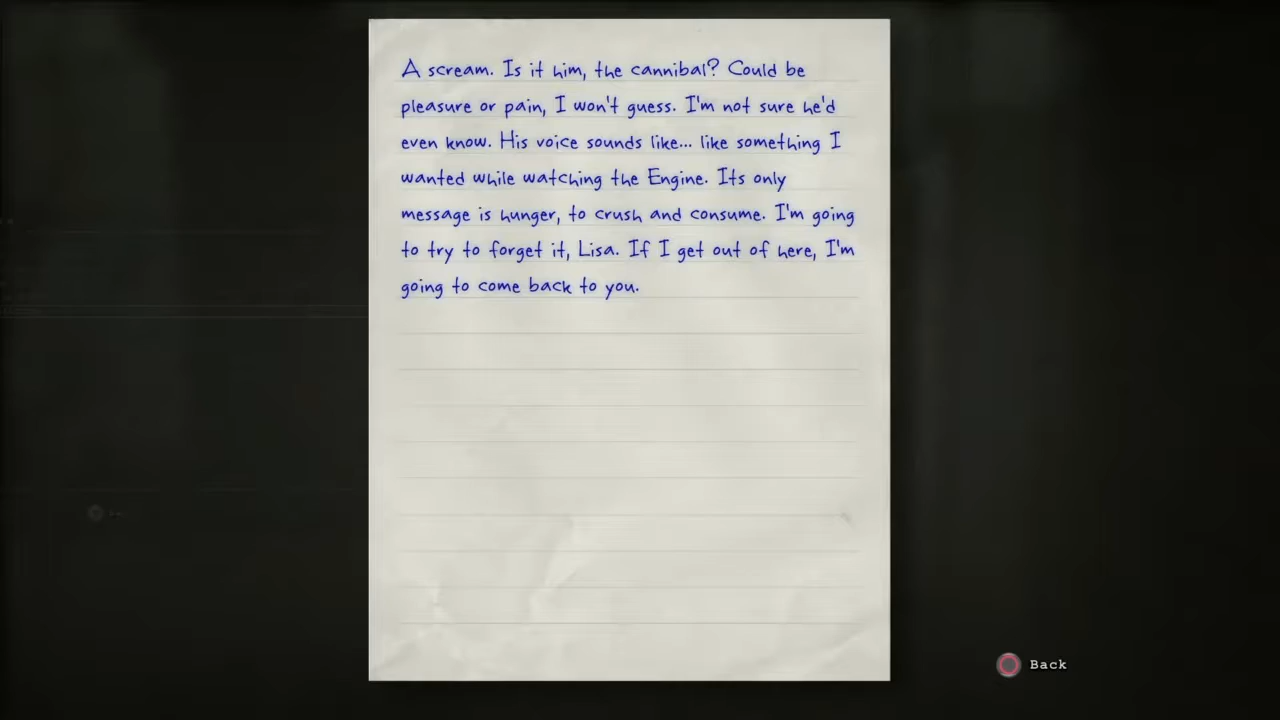 A scream. Is it him, the cannibal? Could be
pleasure or pain, I won't guess. I'm not sure he'd
even know. His voice sounds like... like something I
wanted while watching the Engine. Its only
message is hunger, to crush and consume. I'm going
to try to forget it, Lisa. If I get out of here, I'm
going to come back to you.
Back